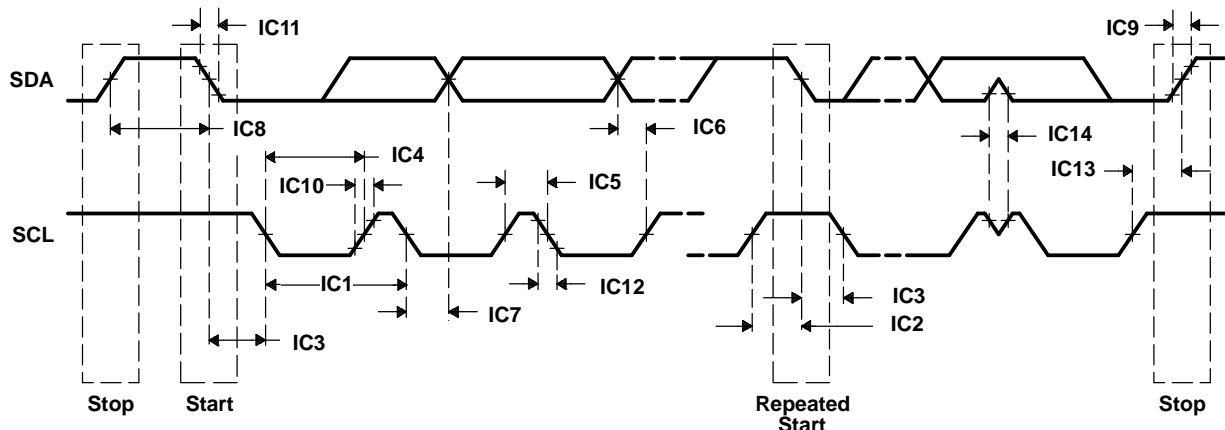 IC11
IC9
SDA
IC8
IC6
IC14
IC4
IC10
IC5
IC13
SCL
IC1
IC12
IC7
IC3
IC2
IC3
Stop
Start
Repeated
Start
Stop